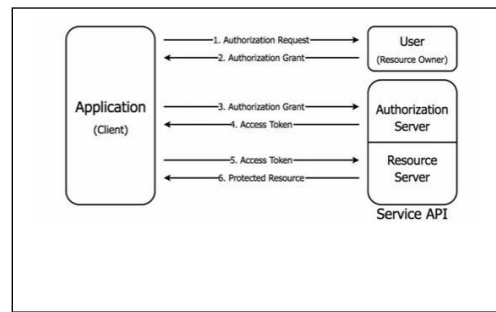 1. Authorization Request
User
(Resource Owner)
2. Authorization Grant
Application
(Client)
3. Authorization Grant
Authorization
Server
4. Access Token
5. Access Token
Resource
Server
6. Protected Resource
Service API